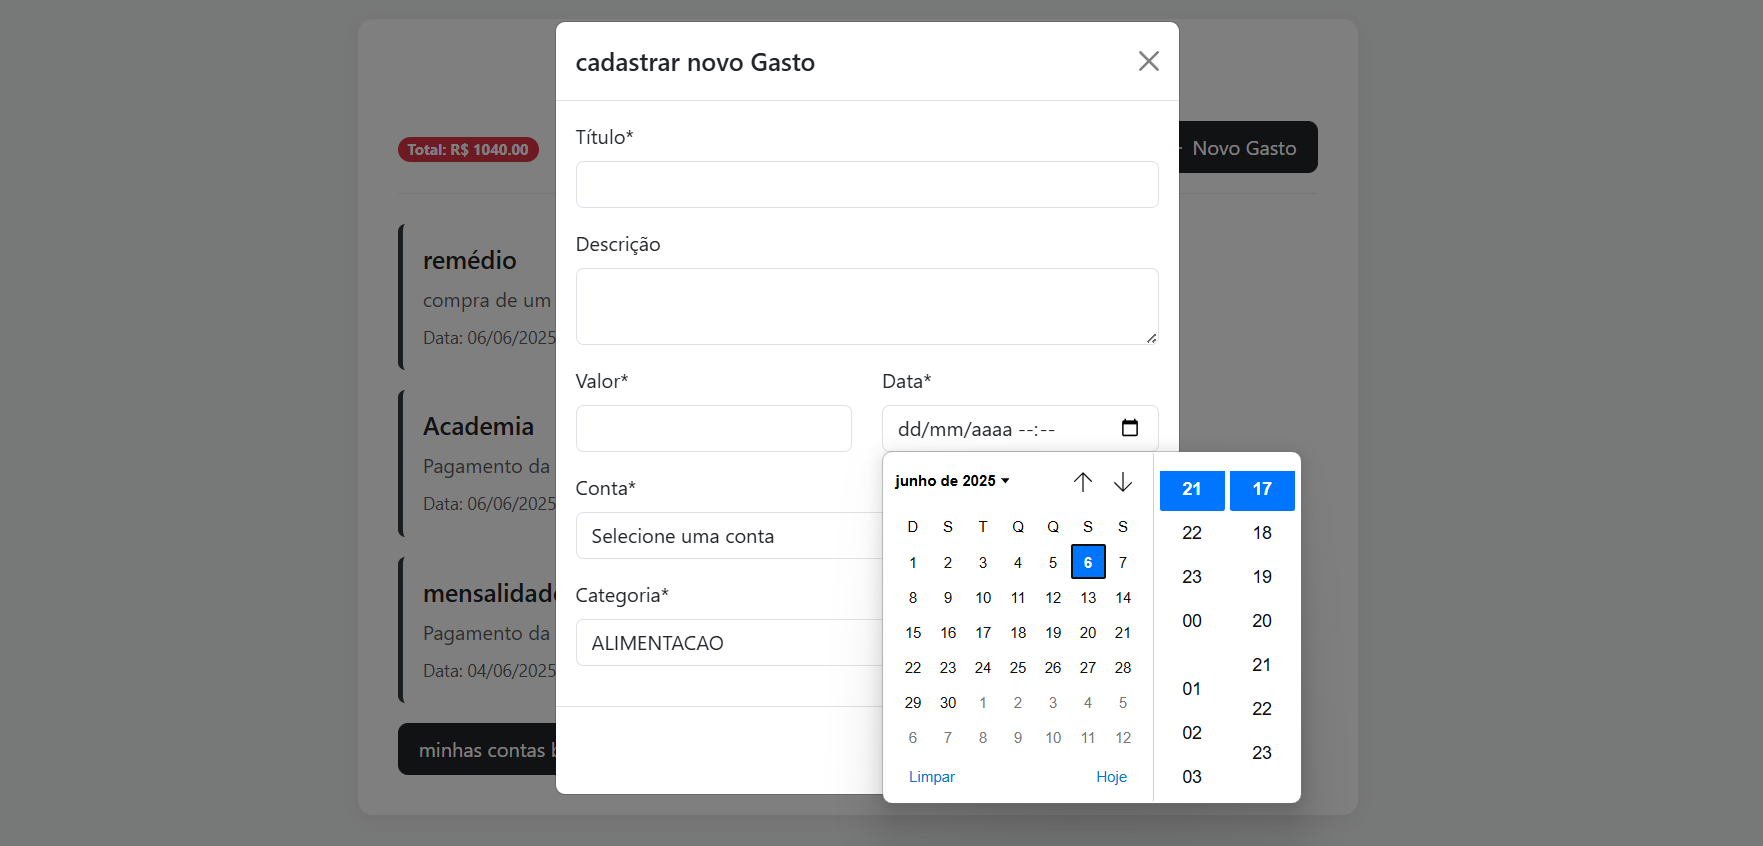 cadastrar novo Gasto
Título*
Total: R$ 1040.00
Novo Gasto
Descrição
remédio
compra de um
Data: 06/06/2025
Valor*
Data*
dd/mm/aaaa --:--
Academia
Pagamento da
Data: 06/06/2025
Conta*
Selecione uma conta
Categoria*
ALIMENTACAO
mensalidade
Pagamento da
Data: 04/06/2025
minhas contas
junho de 2025
D S T Q Q S S
1 2 3 4 5 6 7
8 9 10 11 12 13 14
15 16 17 18 19 20 21
22 23 24 25 26 27 28
29 30 1 2 3 4 5
6 7 8 9 10 11 12
Limpar Hoje
21 17
22 18
23 19
00 20
21
01
22
02
23
03